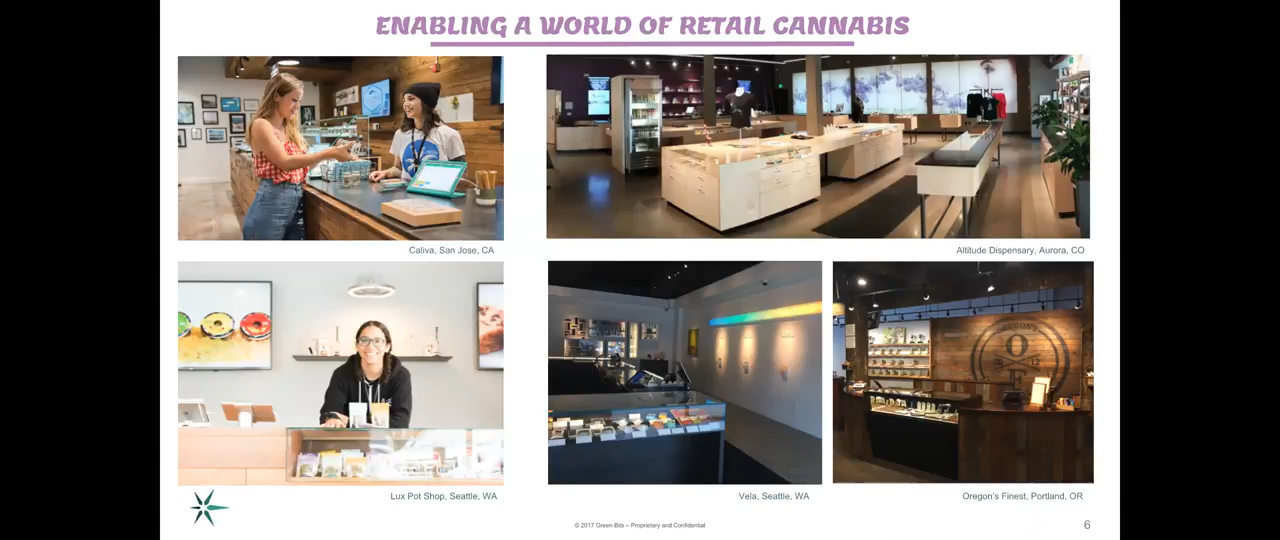 ENABLING A WORLD OF RETAIL CANNABIS
Caliva, San Jose, CA
Altitude Dispensary, Aurora, CO
Lux Pot Shop, Seattle, WA
Vela, Seattle, WA
Oregon's Finest, Portland, OR
© 2017 Green Bits – Proprietary and Confidential
6